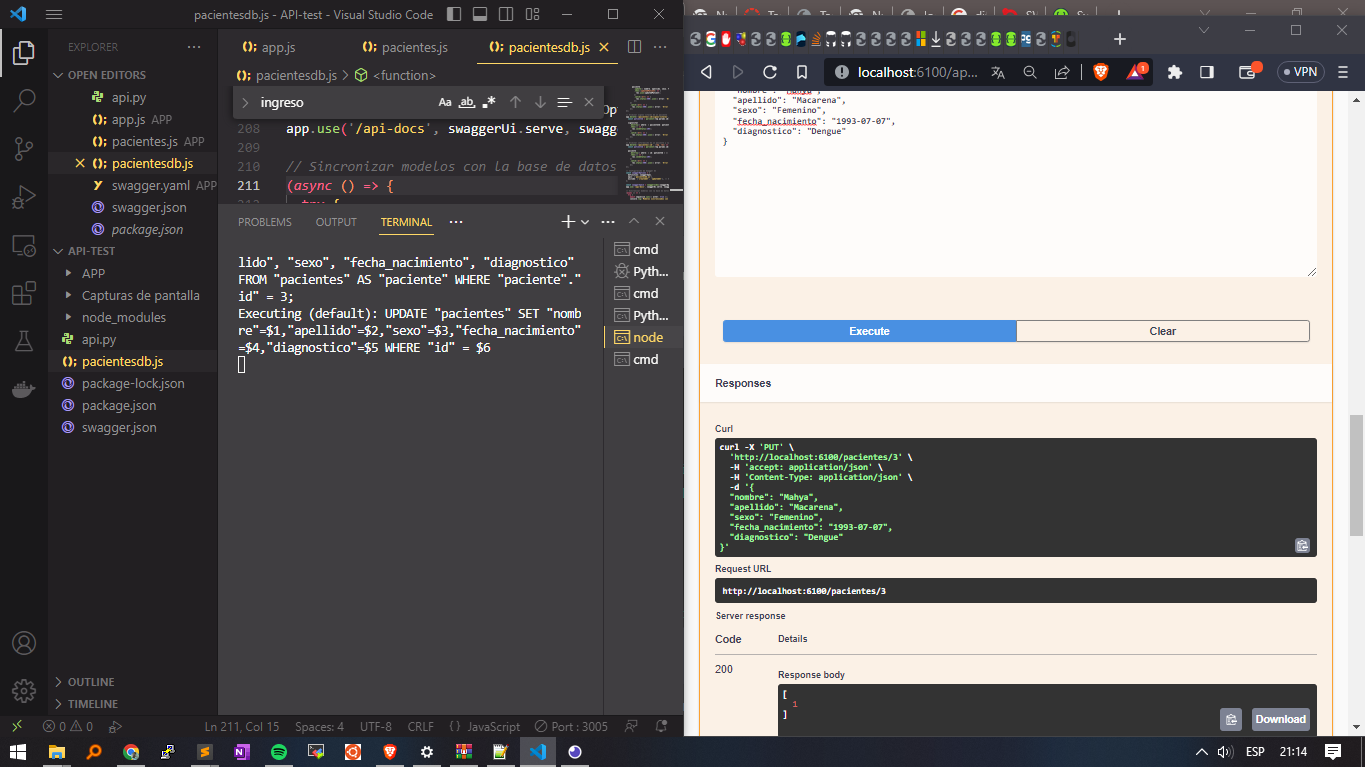 pacientesdb.js - API-test - Visual Studio Code
EXPLORER
OPEN EDITORS
api.py
app.js APP
pacientes.js APP
pacientesdb.js
swagger.yaml APP
swagger.json
package.json
API-TEST
APP
Capturas de pantalla
node_modules
api.py
pacientesdb.js
package-lock.json
package.json
swagger.json
OUTLINE
TIMELINE
app.js
pacientes.js
pacientesdb.js
pacientesdb.js > <function>
ingreso
Aa
ab
208 app.use('/api-docs', swaggerUi.serve, swagg
209
210 // Sincronizar modelos con la base de datos
211 (async () => {
try {
PROBLEMS
OUTPUT
TERMINAL
lido", "sexo", "fecha_nacimiento", "diagnostico"
FROM "pacientes" AS "paciente" WHERE "paciente"."
id" = 3;
Executing (default): UPDATE "pacientes" SET "nomb
re"=$1,"apellido"=$2,"sexo"=$3,"fecha_nacimiento"
=$4,"diagnostico"=$5 WHERE "id" = $6
cmd
Pyth...
cmd
Pyth...
node
cmd
0 0
Ln 211, Col 15
Spaces: 4
UTF-8
CRLF
{ } JavaScript
Port : 3005
localhost:6100/ap...
1
VPN
"nombre": "Mahya",
"apellido": "Macarena",
"sexo": "Femenino",
"fecha_nacimiento": "1993-07-07",
"diagnostico": "Dengue"
}
Execute
Clear
Responses
Curl
curl -X 'PUT' \
'http://localhost:6100/pacientes/3' \
-H 'accept: application/json' \
-H 'Content-Type: application/json' \
-d '{
"nombre": "Mahya",
"apellido": "Macarena",
"sexo": "Femenino",
"fecha_nacimiento": "1993-07-07",
"diagnostico": "Dengue"
}'
Request URL
http://localhost:6100/pacientes/3
Server response
Code
Details
200
Response body
[
1
]
Download
ESP
21:14